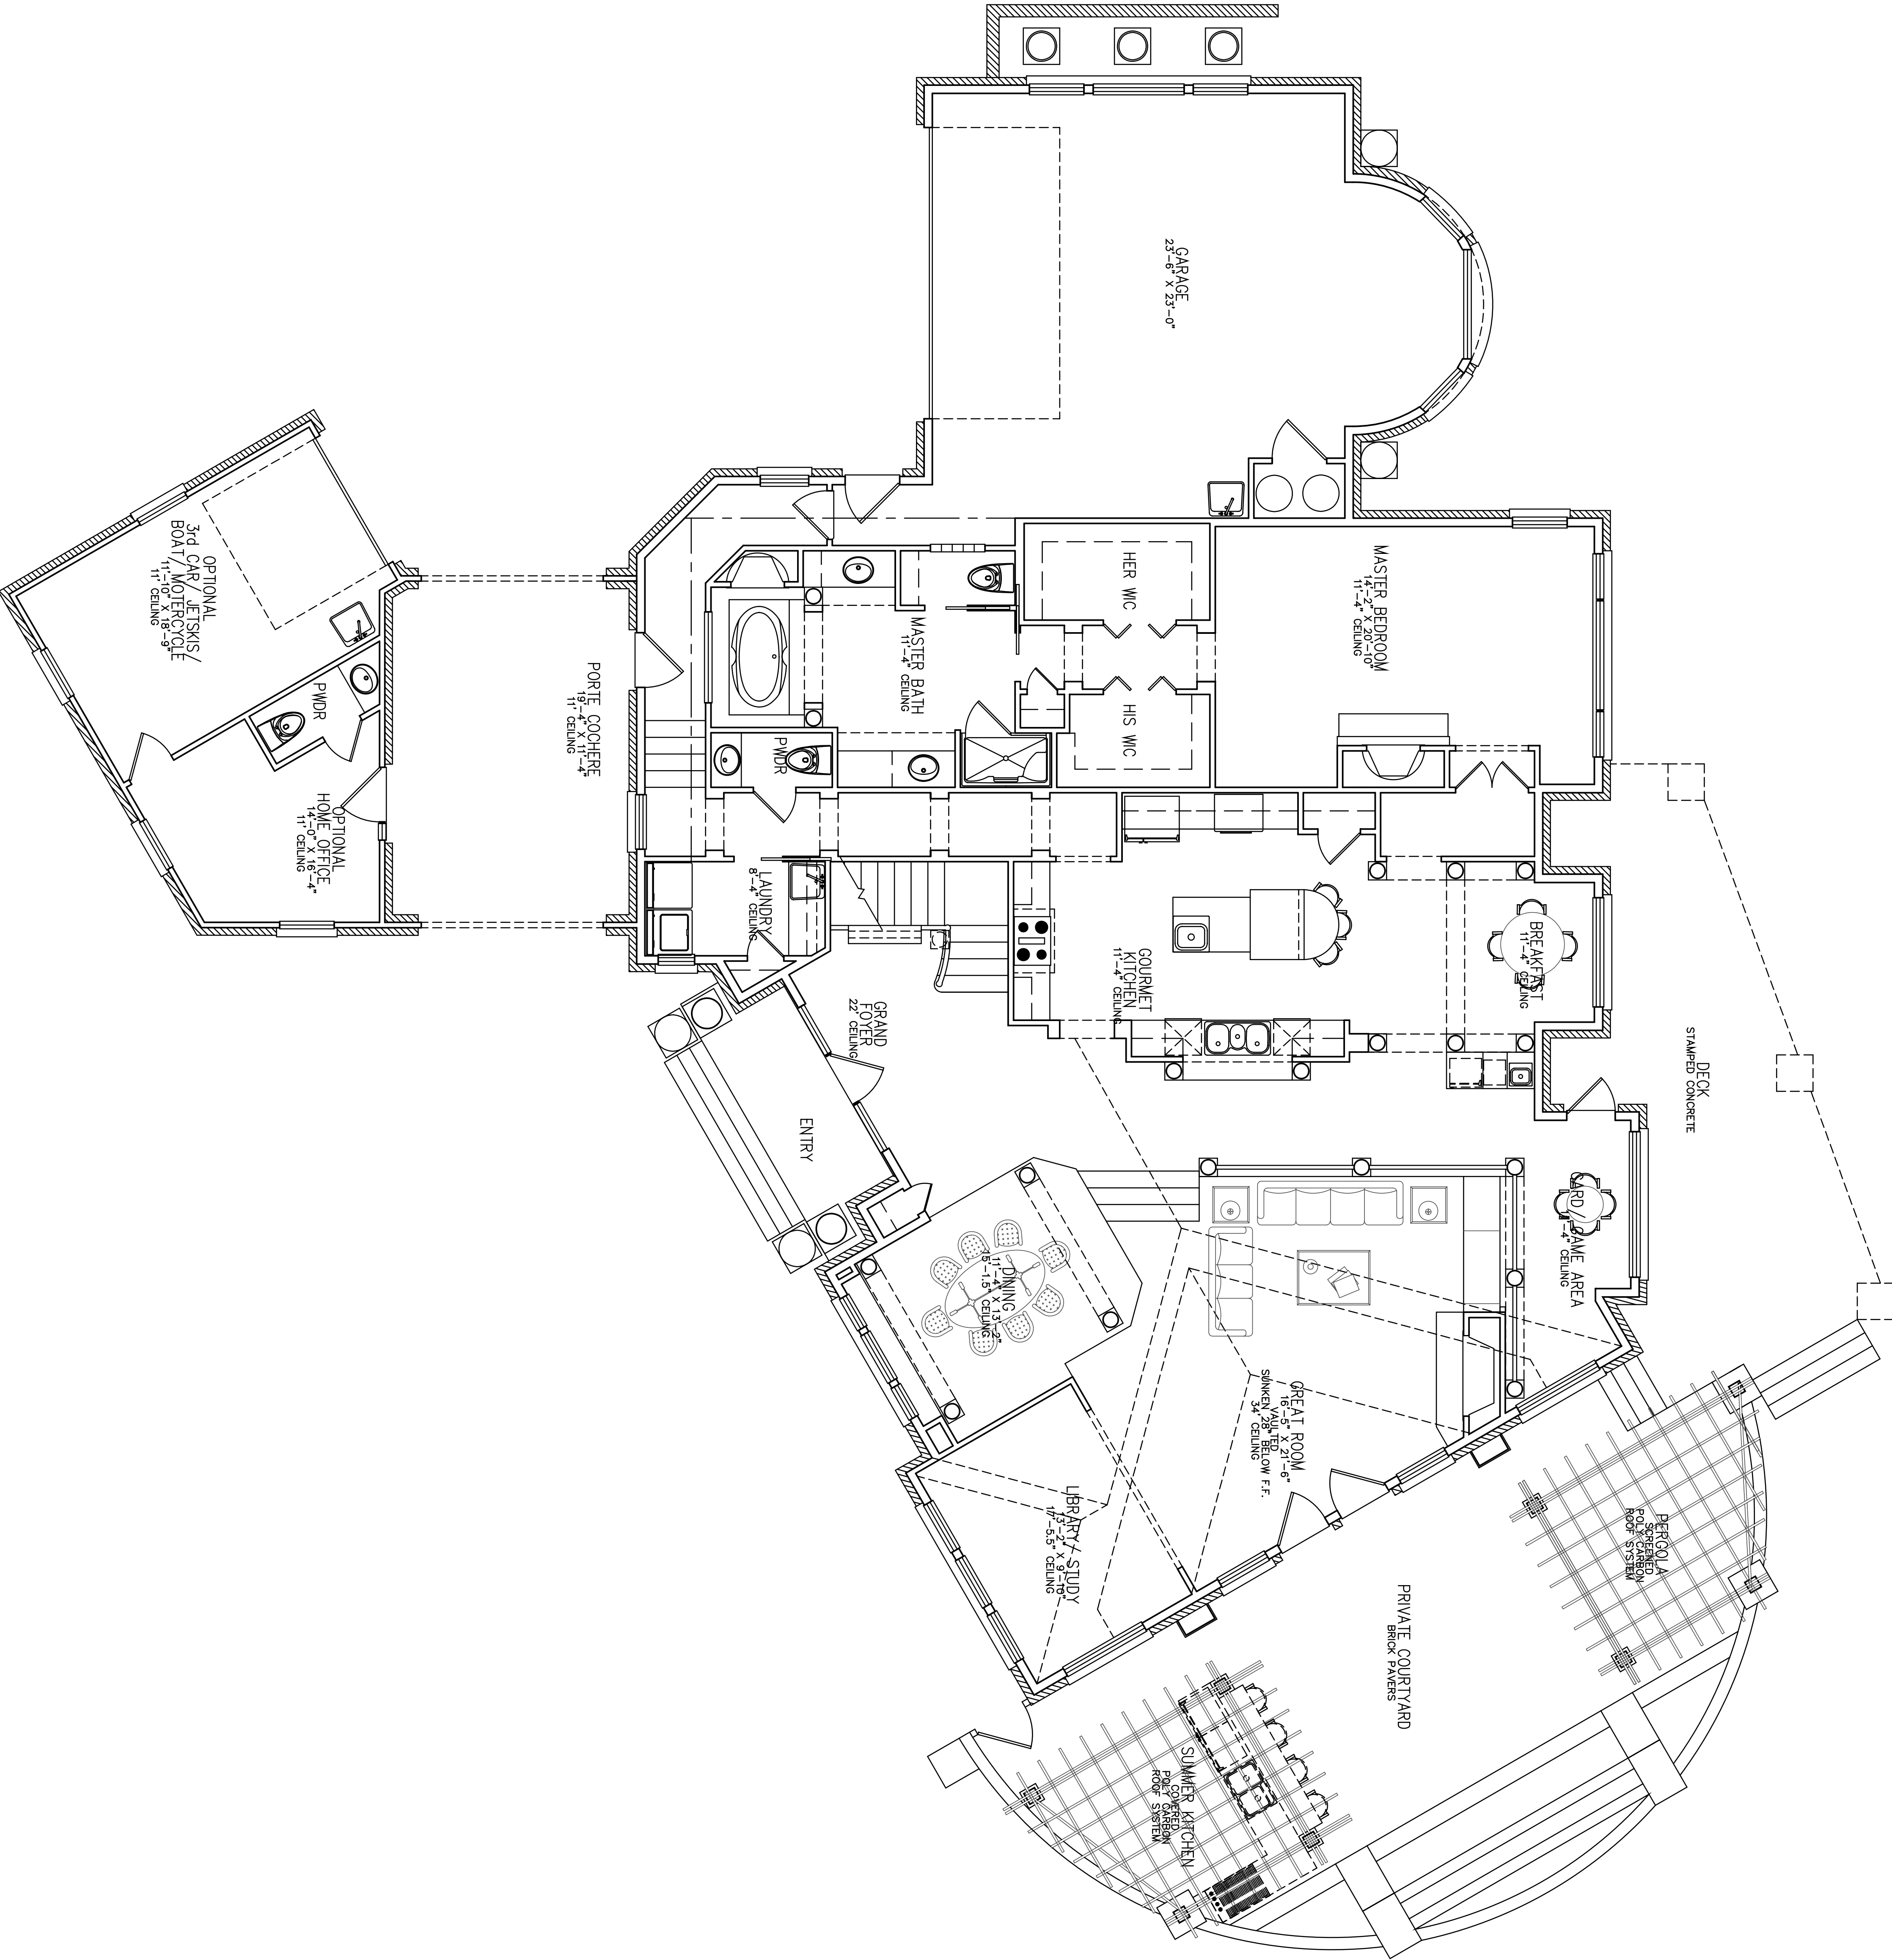 GARAGE
23'-6" X 23'-0"
MASTER BEDROOM
14'-2" X 20'-10"
11'-4" CEILING
HER WIC
HIS WIC
MASTER BATH
11'-4" CEILING
PWDR
OPTIONAL
3rd CAR/ JETSKIS/
BOAT/ MOTERCYCLE
11'-10" X 18'-9"
11' CEILING
PWDR
OPTIONAL
HOME OFFICE
14'-0" X 16'-4"
11' CEILING
PORTE COCHERE
19'-4" X 11'-4"
11' CEILING
LAUNDRY
8'-4" CEILING
GOURMET
KITCHEN
11'-4" CEILING
BREAKFAST
11'-4" CEILING
DECK
STAMPED CONCRETE
GRAND
FOYER
22' CEILING
ENTRY
CARD / GAME AREA
CEILING
DINING
11'-4" X 13'-2"
15'-1.5" CEILING
GREAT ROOM
16'-5" X 21'-6"
VAULTED
SUNKEN 28" BELOW F.F.
34' CEILING
LIBRARY/ STUDY
13'-2" X 9'-10"
17'-5.5" CEILING
PERGOLA
SCREENED
POLY CARBON
ROOF SYSTEM
PRIVATE COURTYARD
BRICK PAVERS
SUMMER KITCHEN
COVERED
POLY CARBON
ROOF SYSTEM